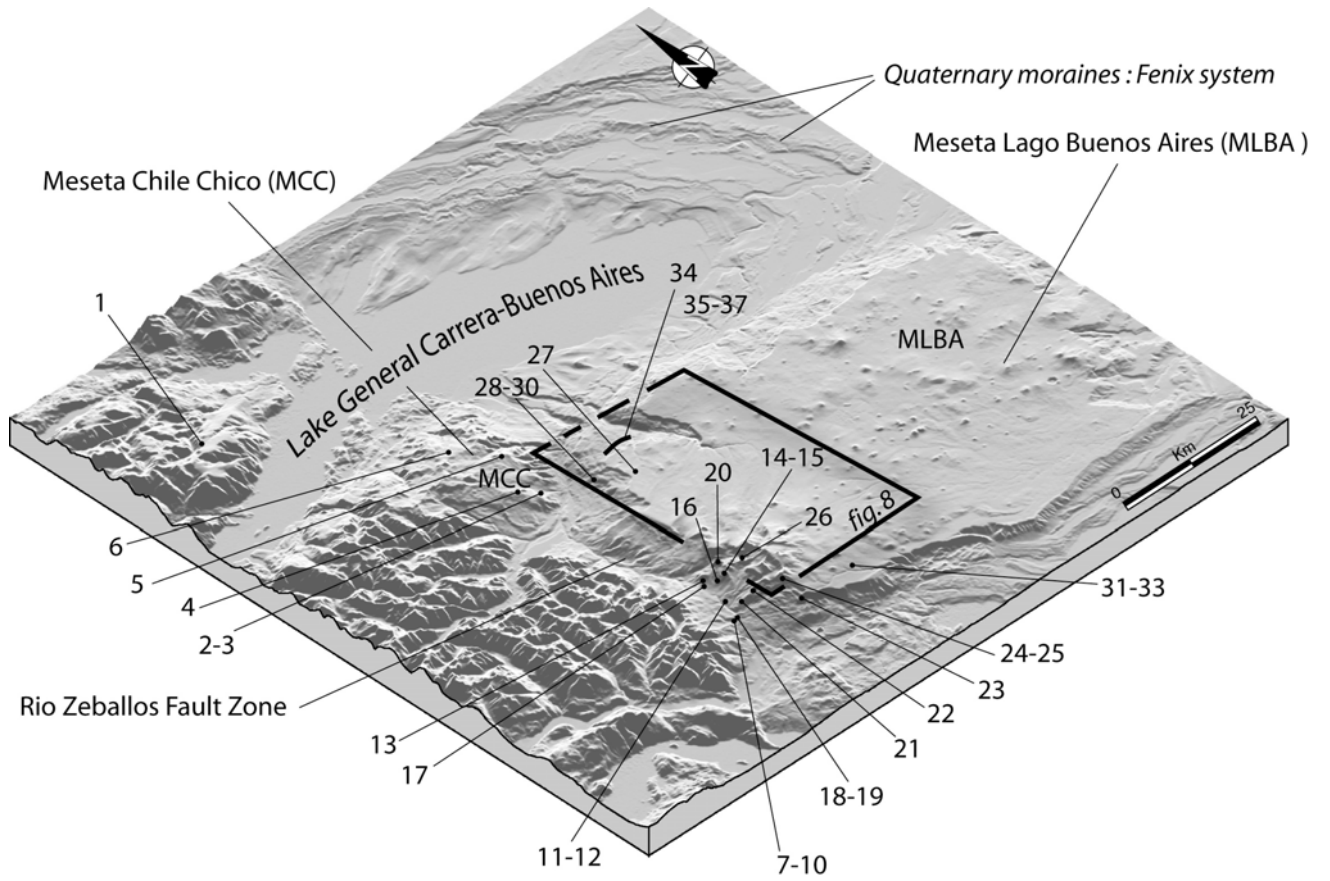 N
Quaternary moraines : Fenix system
Meseta Lago Buenos Aires (MLBA )
Meseta Chile Chico (MCC)
1
Lake General Carrera-Buenos Aires
34
35-37
27
28-30
MLBA
25
Km
0
MCC
20
14-15
16
26
fig.8
6
5
4
2-3
31-33
24-25
23
22
21
Rio Zeballos Fault Zone
13
17
18-19
11-12
7-10